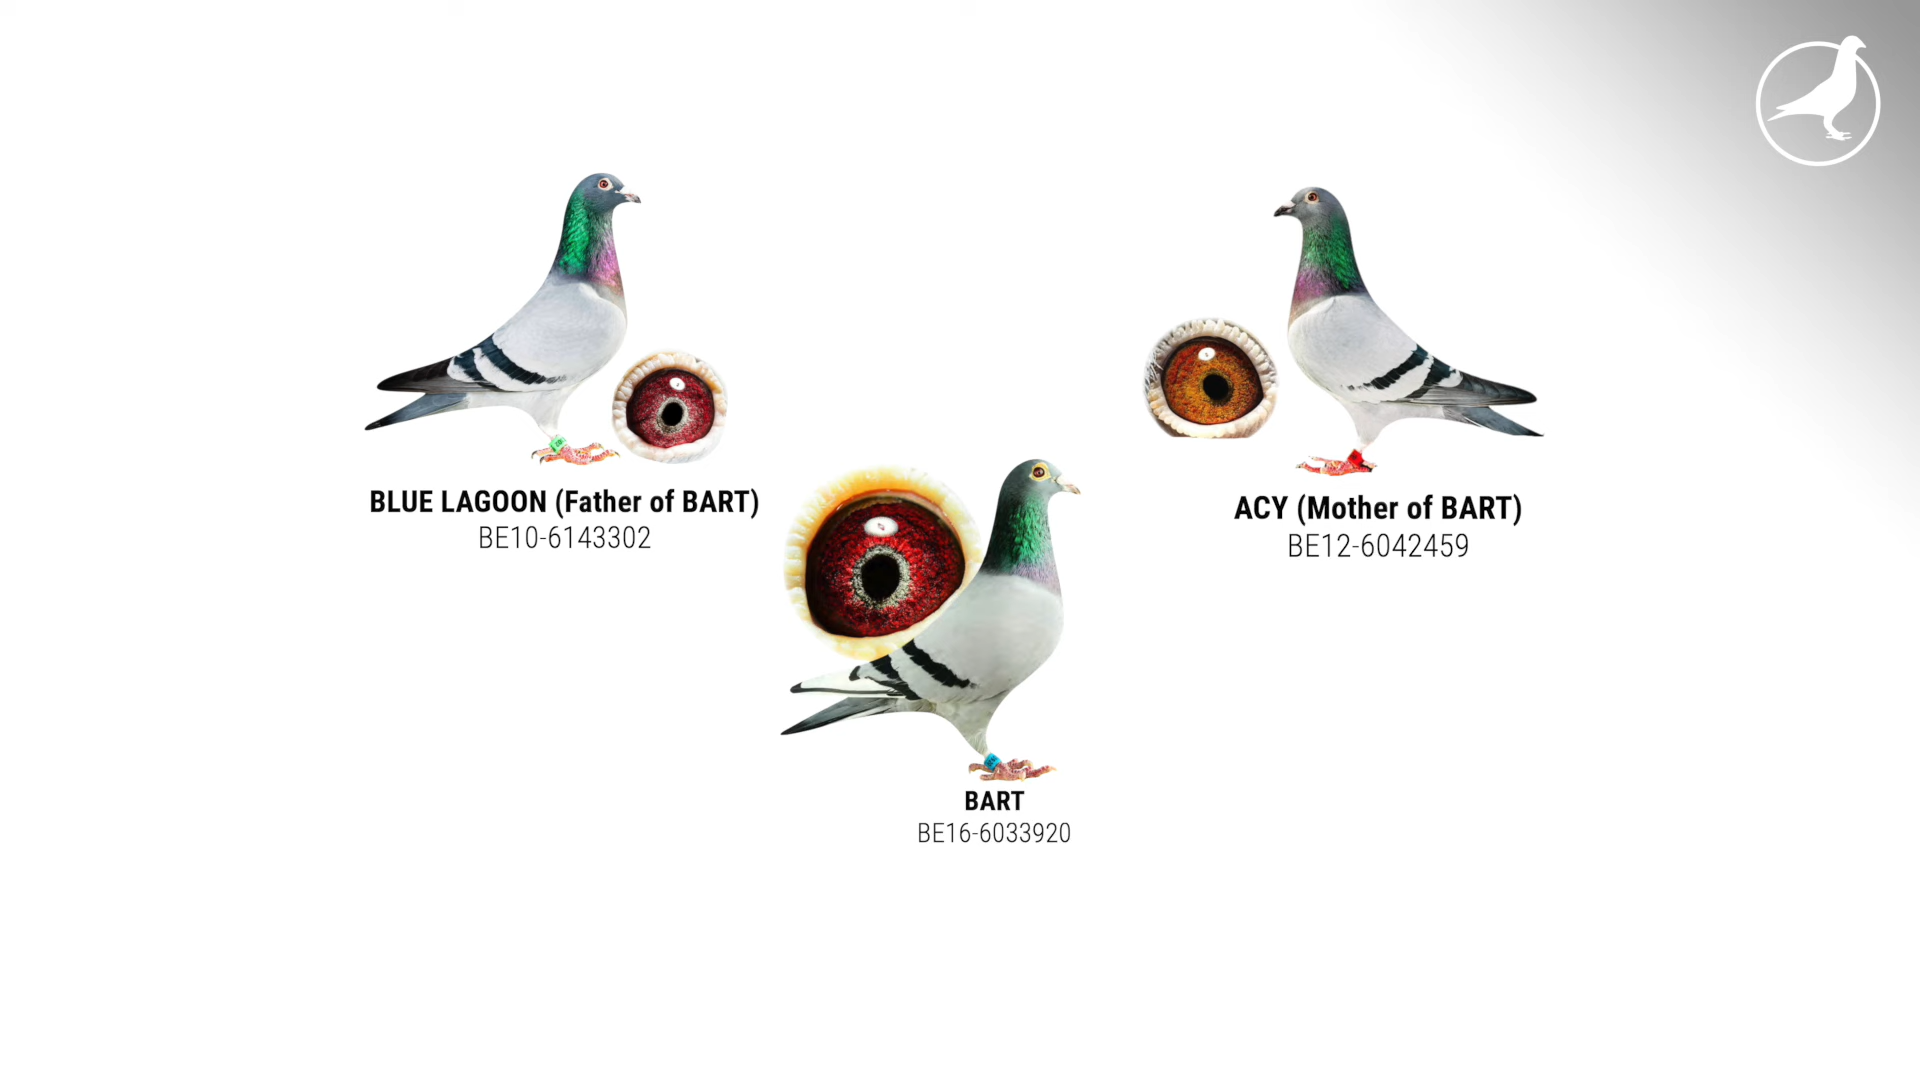 BLUE LAGOON (Father of BART)
BE10-6143302
ACY (Mother of BART)
BE12-6042459
BART
BE16-6033920